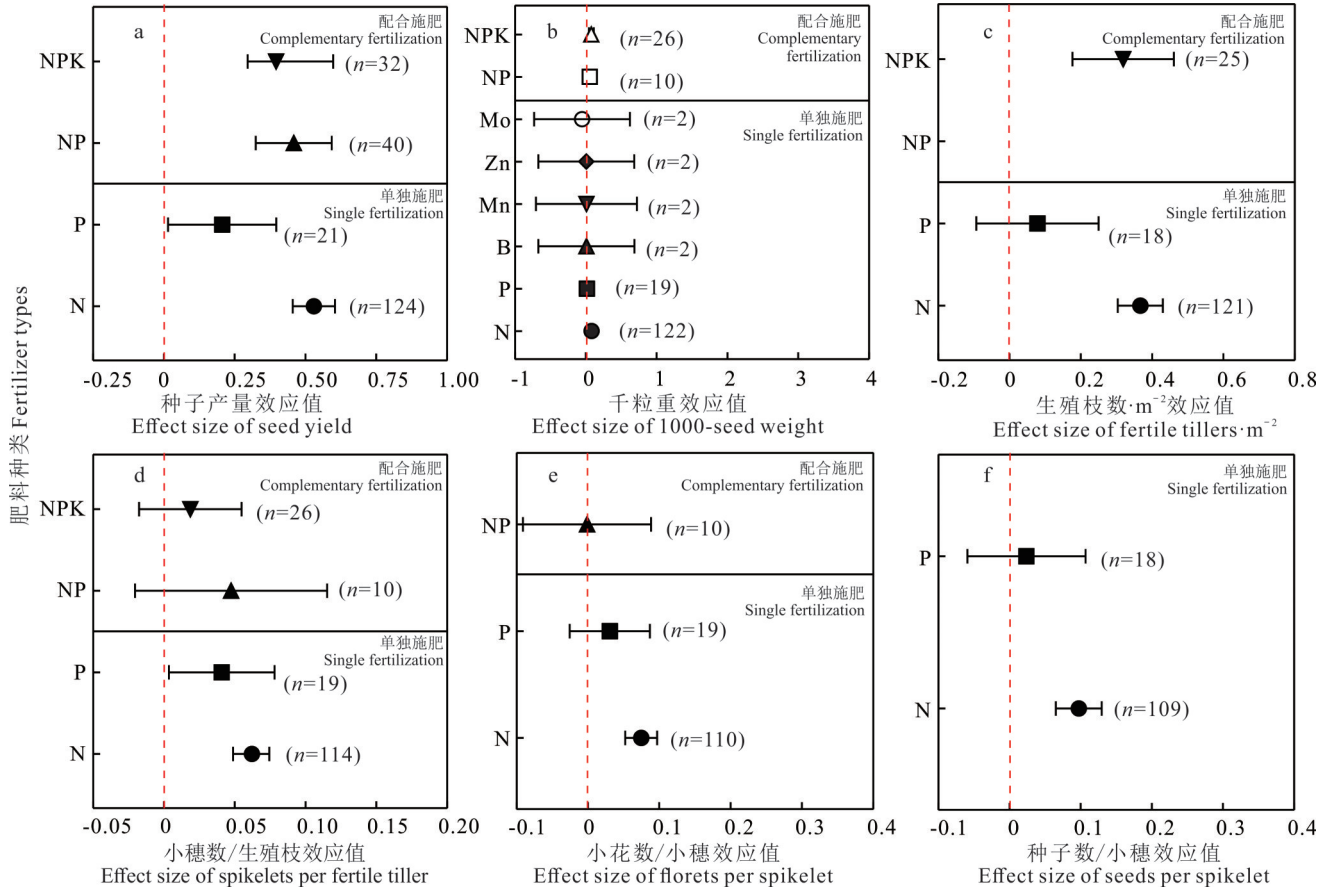 肥料种类 Fertilizer types
a
配合施肥
Complementary fertilization
NPK
(n=32)
NP
(n=40)
单独施肥
Single fertilization
P
(n=21)
N
(n=124)
-0.25 0 0.25 0.50 0.75 1.00
种子产量效应值
Effect size of seed yield
b
配合施肥
Complementary
fertilization
NPK
(n=26)
NP
(n=10)
单独施肥
Single fertilization
Mo
(n=2)
Zn
(n=2)
Mn
(n=2)
B
(n=2)
P
(n=19)
N
(n=122)
-1 0 1 2 3 4
千粒重效应值
Effect size of 1000-seed weight
c
配合施肥
Complementary fertilization
NPK
(n=25)
NP
单独施肥
Single fertilization
P
(n=18)
N
(n=121)
-0.2 0 0.2 0.4 0.6 0.8
生殖枝数·m⁻²效应值
Effect size of fertile tillers·m⁻²
d
配合施肥
Complementary fertilization
NPK
(n=26)
NP
(n=10)
单独施肥
Single fertilization
P
(n=19)
N
(n=114)
-0.05 0 0.05 0.10 0.15 0.20
小穗数/生殖枝效应值
Effect size of spikelets per fertile tiller
e
配合施肥
Complementary fertilization
NP
(n=10)
单独施肥
Single fertilization
P
(n=19)
N
(n=110)
-0.1 0 0.1 0.2 0.3 0.4
小花数/小穗效应值
Effect size of florets per spikelet
f
单独施肥
Single fertilization
P
(n=18)
N
(n=109)
-0.1 0 0.1 0.2 0.3 0.4
种子数/小穗效应值
Effect size of seeds per spikelet